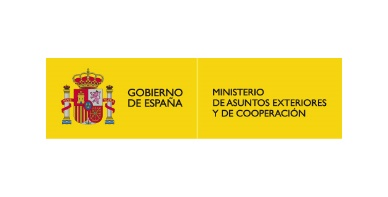 GOBIERNO
DE ESPAÑA
MINISTERIO
DE ASUNTOS EXTERIORES
Y DE COOPERACIÓN